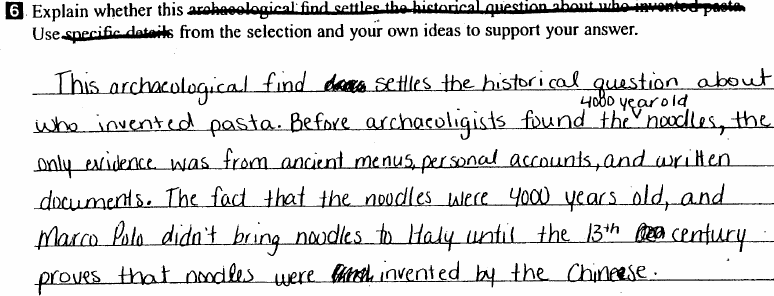 6 Explain whether this archaeological find settles the historical question about who invented pasta.
Use specific details from the selection and your own ideas to support your answer.
This archaeological find settles the historical question about
4000 year old
who invented pasta. Before archaeoligists found the noodles, the
only evidence was from ancient menus, personal accounts, and written
documents. The fact that the noodles were 4000 years old, and
Marco Polo didn't bring noodles to Italy until the 13th century
proves that noodles were invented by the Chineese.